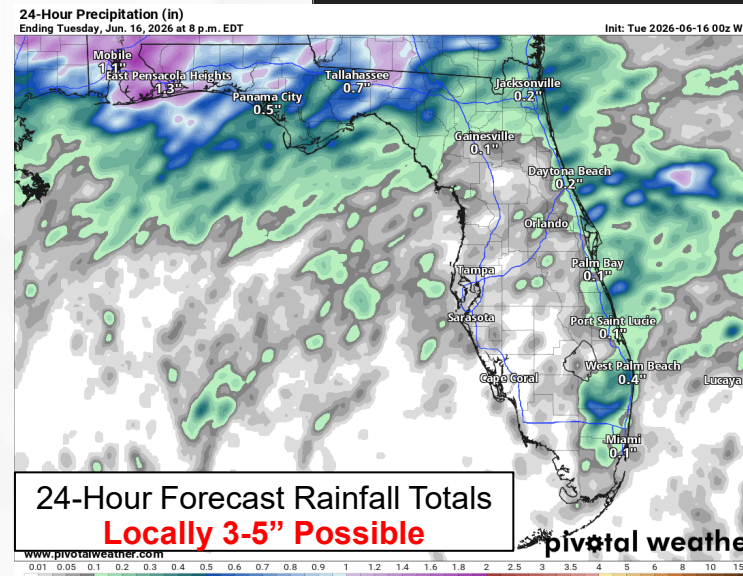 24-Hour Precipitation (in)
Ending Tuesday, Jun. 16, 2026 at 8 p.m. EDT
Init: Tue 2026-06-16 00z W
Mobile
1.1"
East Pensacola Heights
1.3"
Panama City
0.5"
Tallahassee
0.7"
Jacksonville
0.2"
Gainesville
0.1"
Daytona Beach
0.2"
Orlando
Palm Bay
0.1"
Tampa
Sarasota
Port Saint Lucie
0.1"
West Palm Beach
0.4"
Lucaya
Cape Coral
Miami
0.1"
24-Hour Forecast Rainfall Totals
Locally 3-5” Possible
www.pivotalweather.com
pivotal weathe
0.01 0.05 0.1 0.2 0.3 0.4 0.5 0.6 0.7 0.8 0.9 1 1.2 1.4 1.6 1.8 2 2.5 3 3.5 4 5 6 7 8 9 10 15